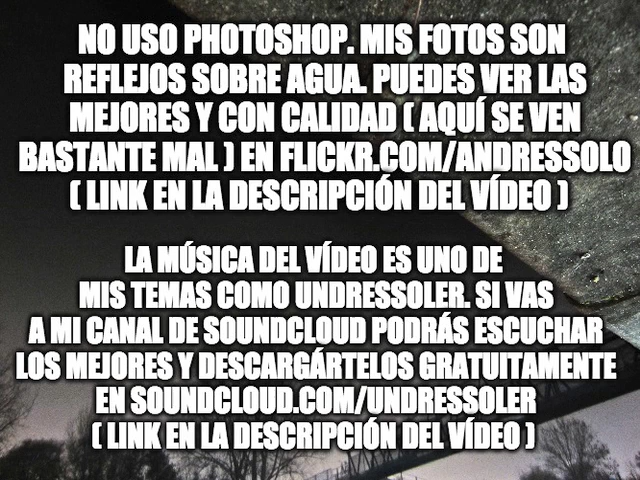 NO USO PHOTOSHOP. MIS FOTOS SON
REFLEJOS SOBRE AGUA. PUEDES VER LAS
MEJORES Y CON CALIDAD ( AQUÍ SE VEN
BASTANTE MAL ) EN FLICKR.COM/ANDRESSOLO
( LINK EN LA DESCRIPCIÓN DEL VÍDEO )
LA MÚSICA DEL VÍDEO ES UNO DE
MIS TEMAS COMO UNDRESSOLER. SI VAS
A MI CANAL DE SOUNDCLOUD PODRÁS ESCUCHAR
LOS MEJORES Y DESCARGÁRTELOS GRATUITAMENTE
EN SOUNDCLOUD.COM/UNDRESSOLER
( LINK EN LA DESCRIPCIÓN DEL VÍDEO )